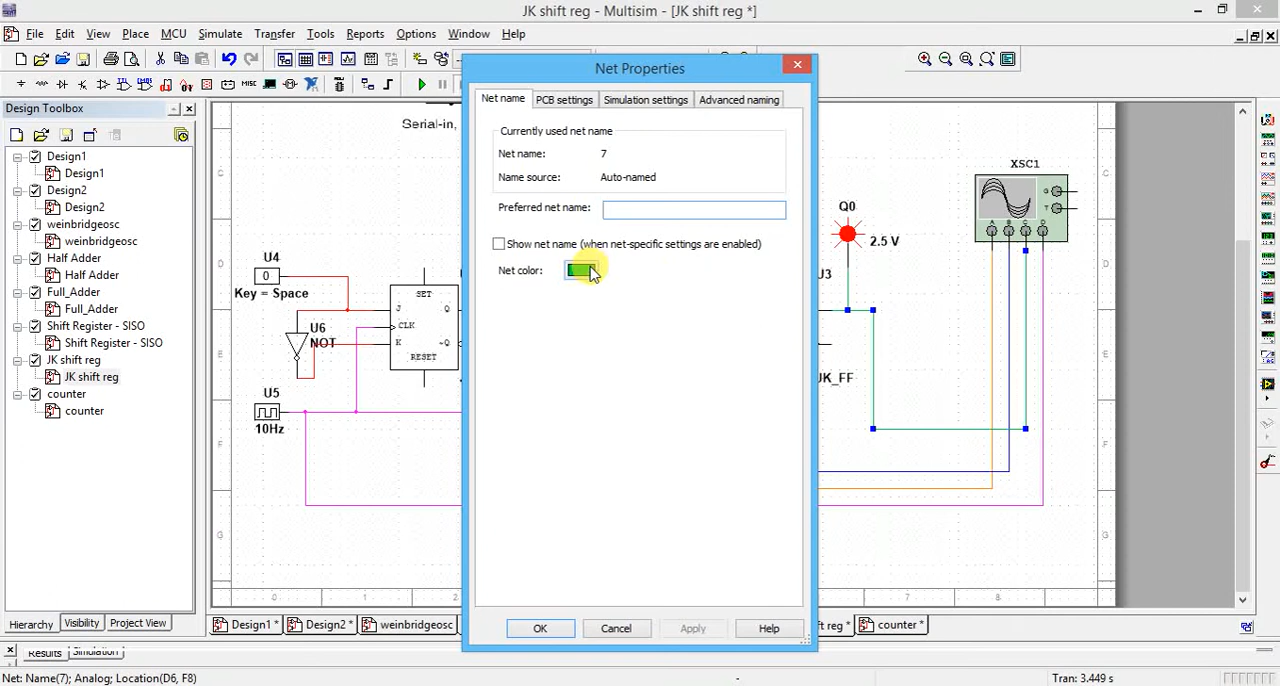 JK shift reg - Multisim - [JK shift reg *]
File Edit View Place MCU Simulate Transfer Tools Reports Options Window Help
Design Toolbox
Design1
Design1
Design2
Design2
weinbridgeosc
weinbridgeosc
Half Adder
Half Adder
Full_Adder
Full_Adder
Shift Register - SISO
Shift Register - SISO
JK shift reg
JK shift reg
counter
counter
Hierarchy Visibility Project View
Serial-in,
U4
0
Key = Space
U6
NOT
U5
10Hz
SET
J Q
CLK
K ~Q
RESET
Net Properties
Net name PCB settings Simulation settings Advanced naming
Currently used net name
Net name: 7
Name source: Auto-named
Preferred net name:
Show net name (when net-specific settings are enabled)
Net color:
OK Cancel Apply Help
Q0
2.5 V
U3
JK_FF
XSC1
G
T
A B C D
C
D
E
F
G
C
D
E
F
G
0 1 2 7 8
Design1 * Design2 * weinbridgeosc ft reg * counter *
Results Simulation
Net: Name(7); Analog; Location(D6, F8) - Tran: 3.449 s